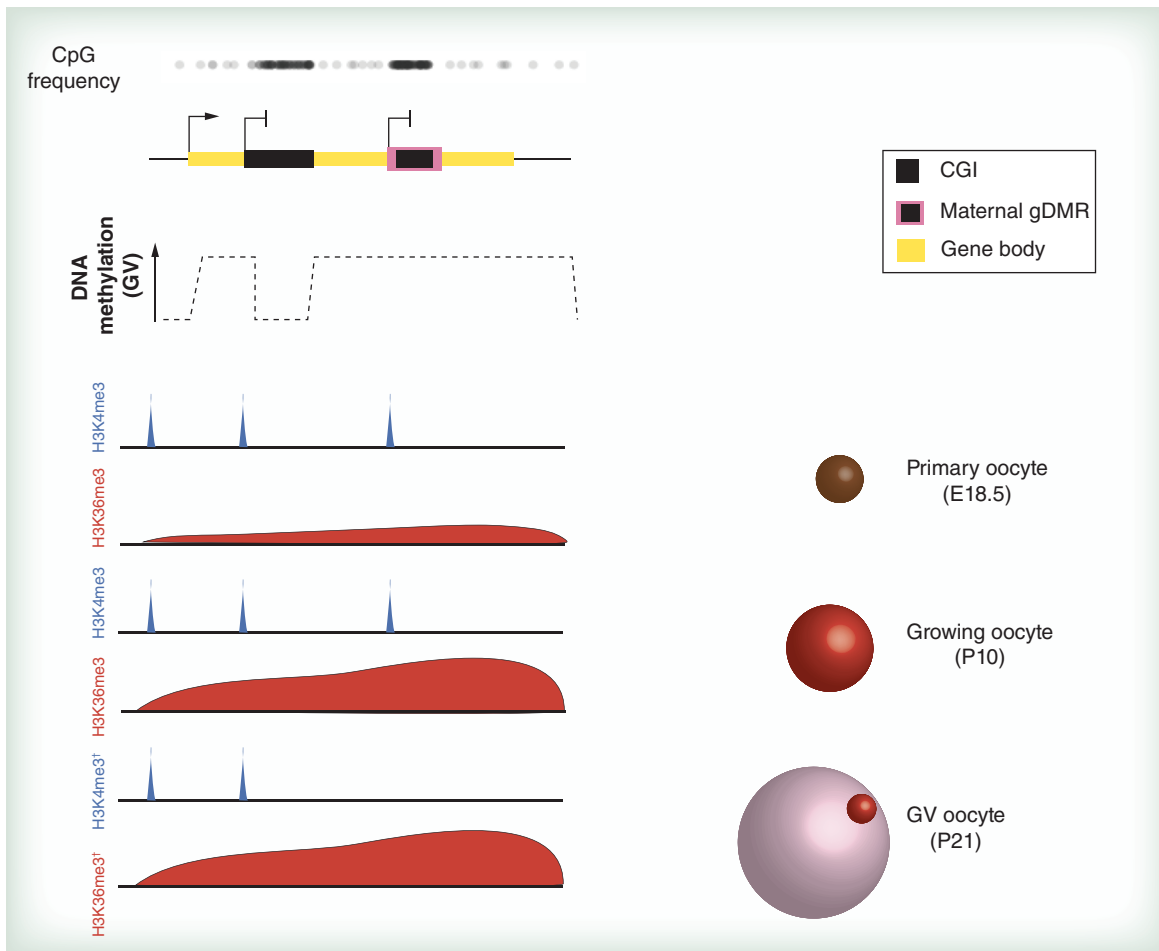 CpG
frequency
CGI
Maternal gDMR
Gene body
DNA
methylation
(GV)
H3K4me3
H3K36me3
Primary oocyte
(E18.5)
H3K4me3
H3K36me3
Growing oocyte
(P10)
H3K4me3†
H3K36me3†
GV oocyte
(P21)